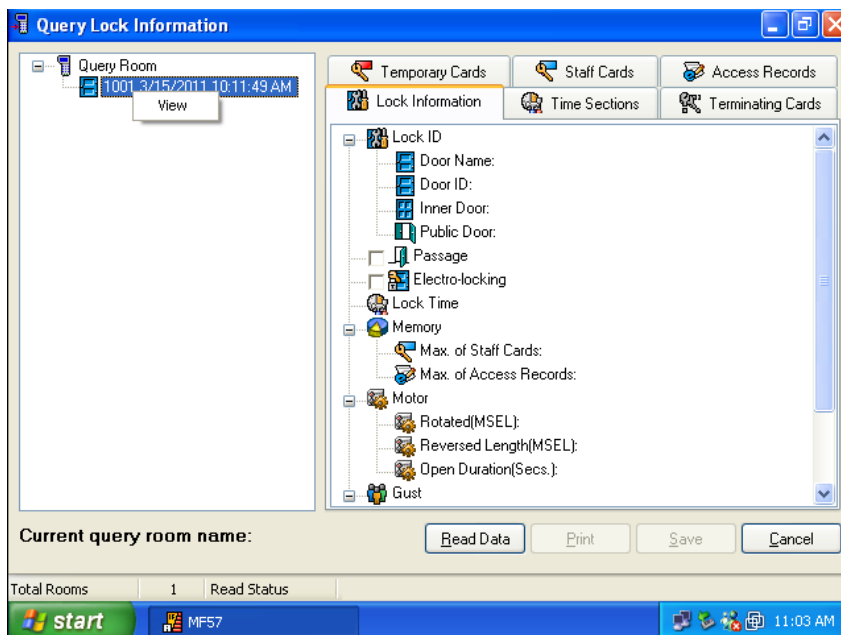 Query Lock Information
Query Room
1001 3/15/2011 10:11:49 AM
View
Temporary Cards
Staff Cards
Access Records
Lock Information
Time Sections
Terminating Cards
Lock ID
Door Name:
Door ID:
Inner Door:
Public Door:
Passage
Electro-locking
Lock Time
Memory
Max. of Staff Cards:
Max. of Access Records:
Motor
Rotated(MSEL):
Reversed Length(MSEL):
Open Duration(Secs.):
Gust
Current query room name:
Read Data
Print
Save
Cancel
Total Rooms 1 Read Status
start MF57 11:03 AM